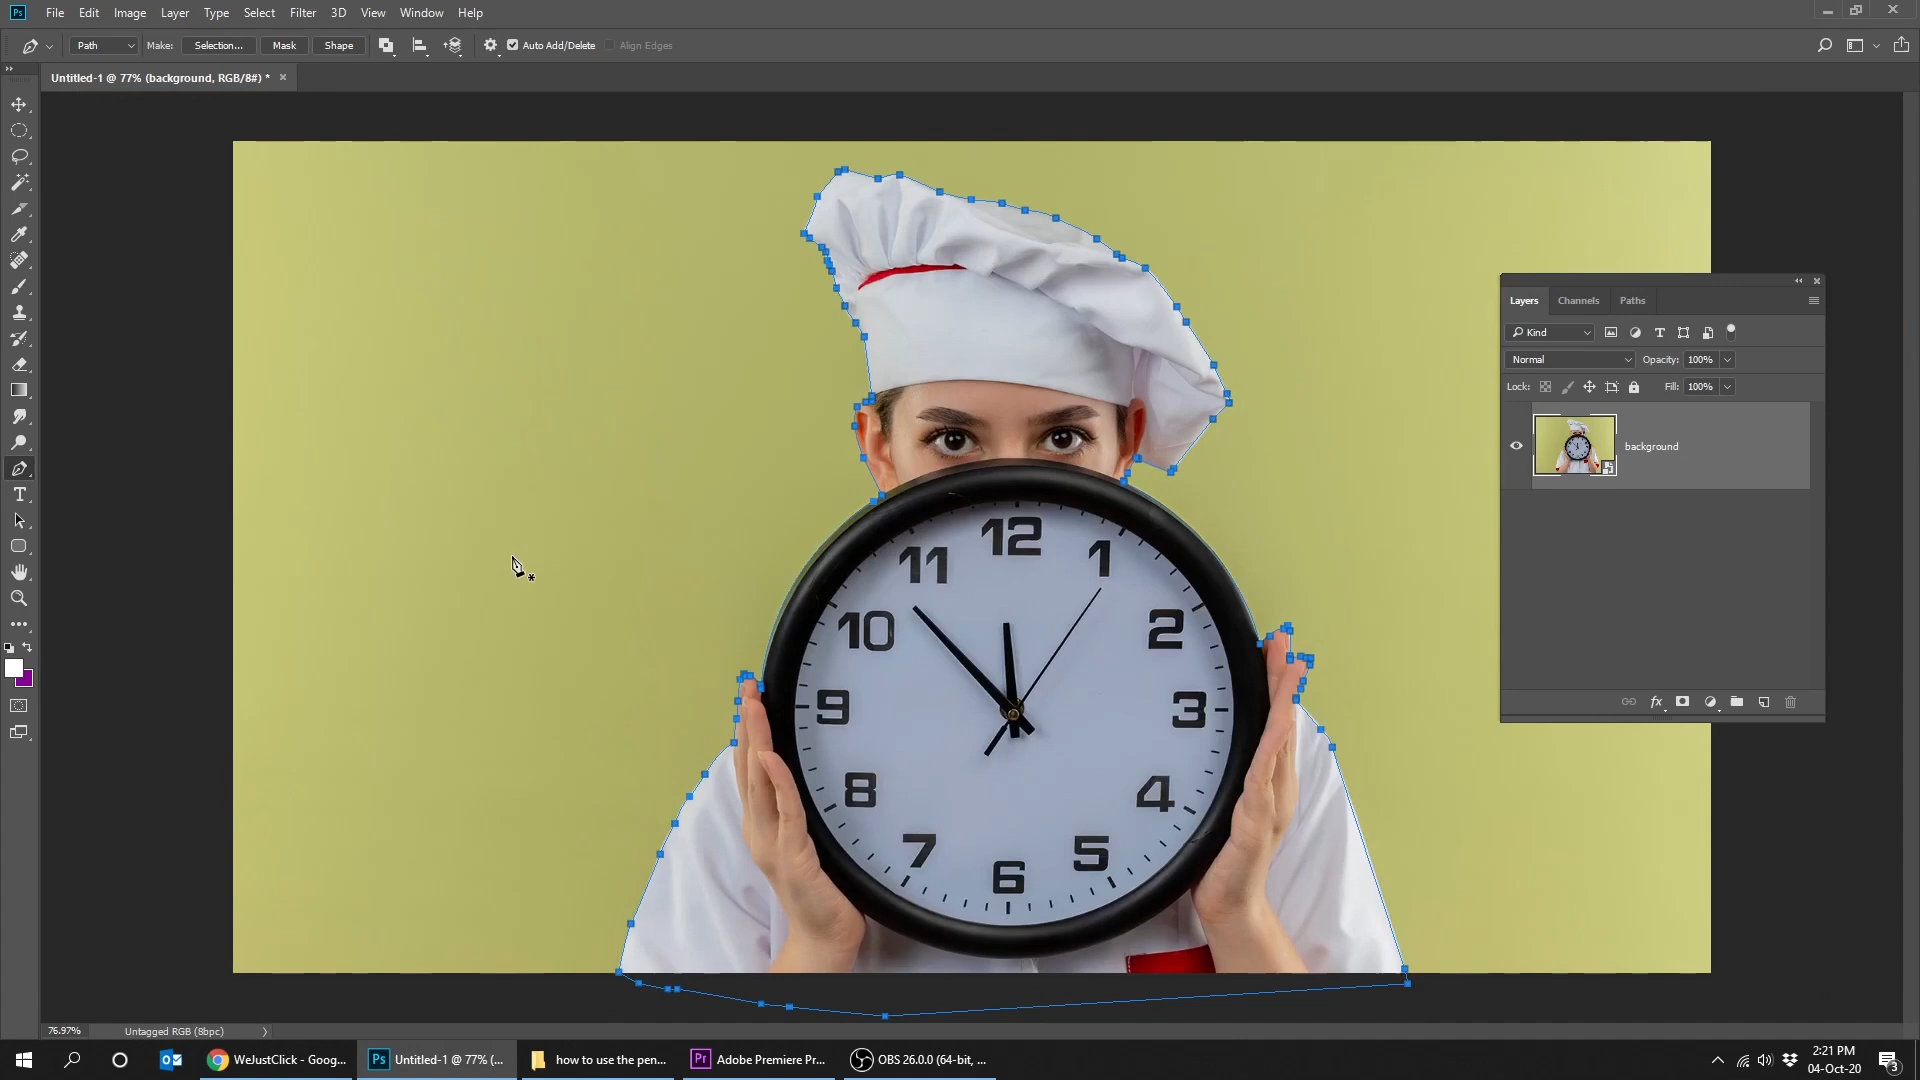 Ps File Edit Image Layer Type Select Filter 3D View Window Help
Path Make: Selection... Mask Shape Auto Add/Delete Align Edges
Untitled-1 @ 77% (background, RGB/8#) *
Layers Channels Paths
Kind
Normal Opacity: 100%
Lock: Fill: 100%
background
12
11 1
10 2
9 3
8 4
7 5
6
76.97% Untagged RGB (8bpc)
WeJustClick - Goog...
Ps Untitled-1 @ 77% (...
how to use the pen...
Pr Adobe Premiere Pr...
OBS 26.0.0 (64-bit, ...
2:21 PM
04-Oct-20
3